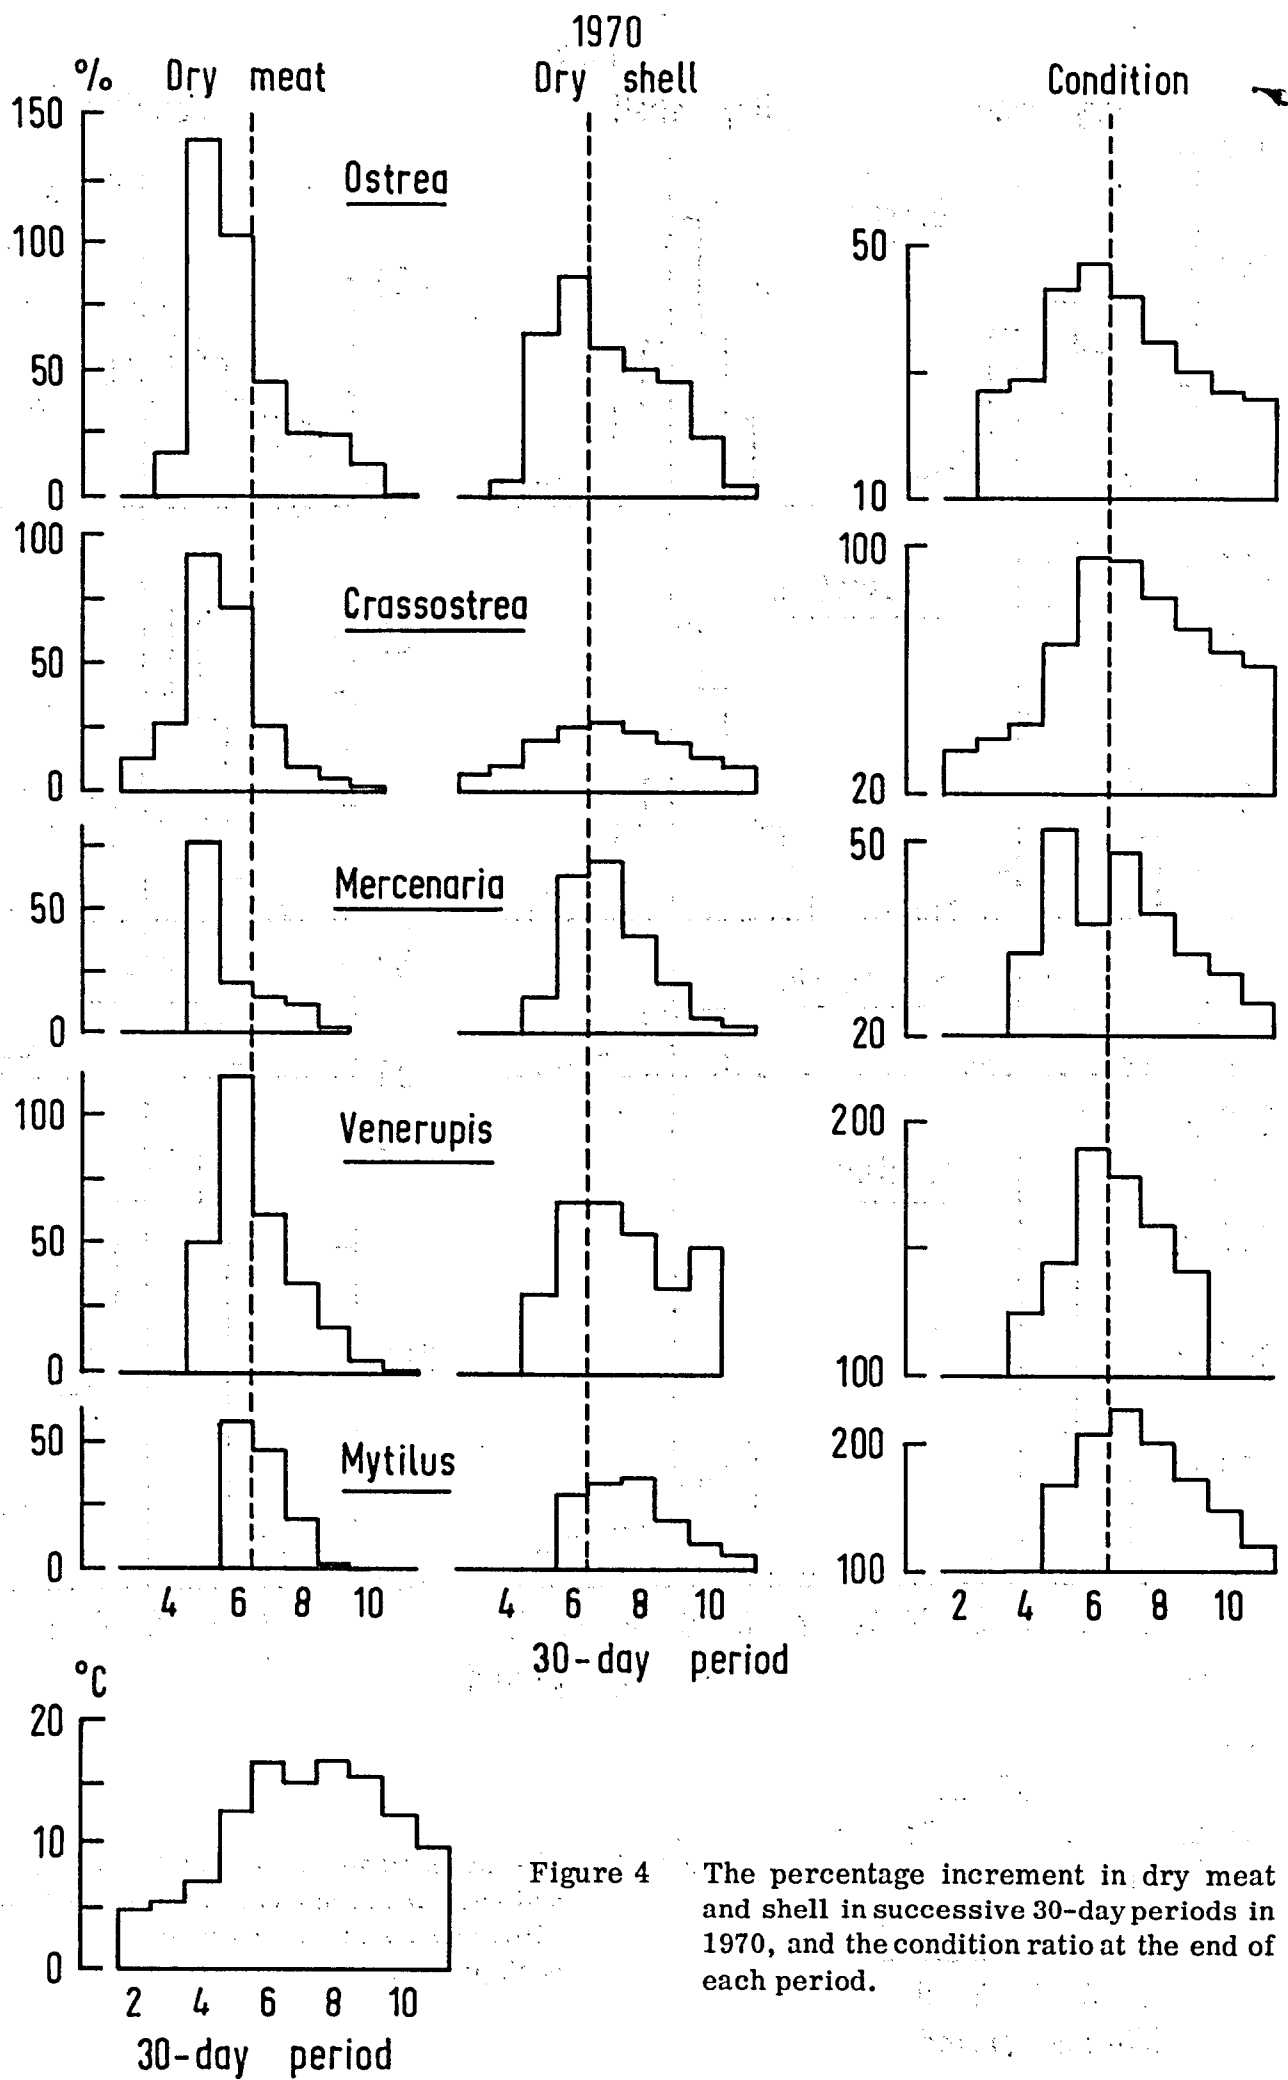 1970
% Dry meat Dry shell Condition
150
100
50
0
Ostrea
50
10
100
50
0
Crassostrea
100
20
50
0
Mercenaria
50
20
100
50
0
Venerupis
200
100
50
0
Mytilus
200
100
4 6 8 10 4 6 8 10 2 4 6 8 10
30-day period
°C
20
10
0
2 4 6 8 10
30-day period
Figure 4 The percentage increment in dry meat
and shell in successive 30-day periods in
1970, and the condition ratio at the end of
each period.